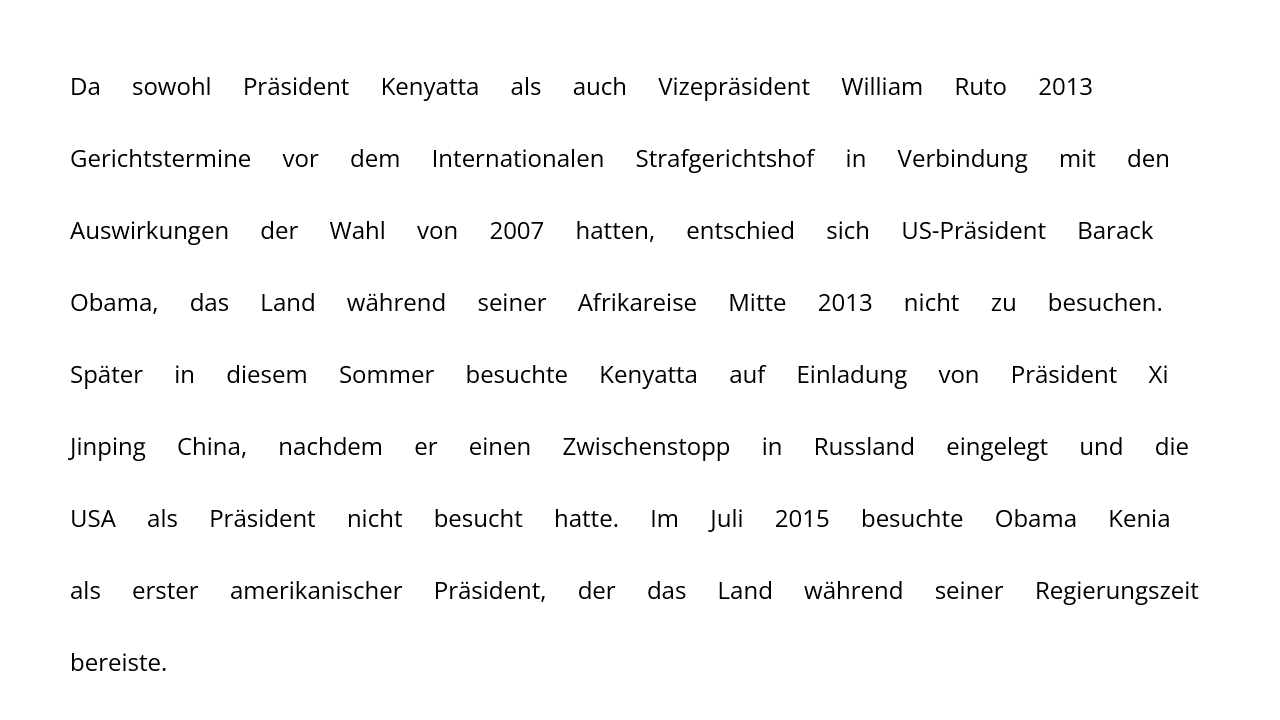 Da sowohl Präsident Kenyatta als auch Vizepräsident William Ruto 2013
Gerichtstermine vor dem Internationalen Strafgerichtshof in Verbindung mit den
Auswirkungen der Wahl von 2007 hatten, entschied sich US-Präsident Barack
Obama, das Land während seiner Afrikareise Mitte 2013 nicht zu besuchen.
Später in diesem Sommer besuchte Kenyatta auf Einladung von Präsident Xi
Jinping China, nachdem er einen Zwischenstopp in Russland eingelegt und die
USA als Präsident nicht besucht hatte. Im Juli 2015 besuchte Obama Kenia
als erster amerikanischer Präsident, der das Land während seiner Regierungszeit
bereiste.